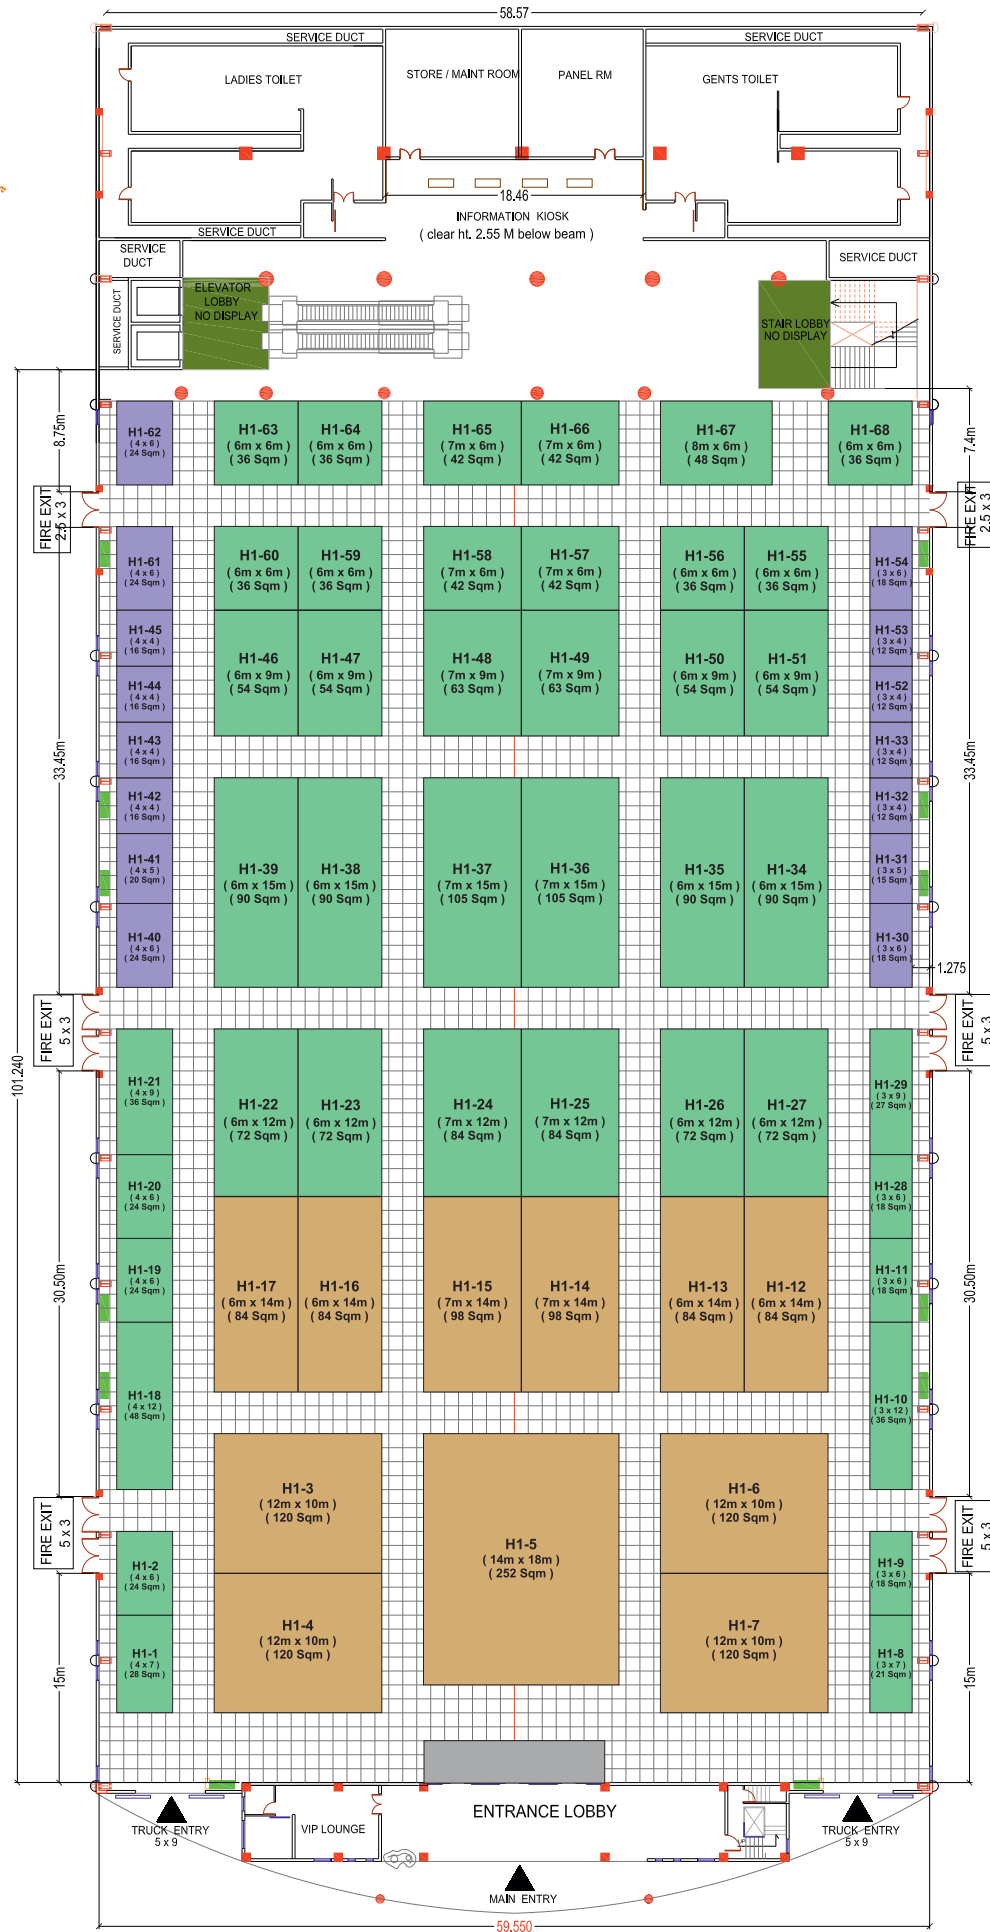 58.57
SERVICE DUCT
SERVICE DUCT
LADIES TOILET
STORE / MAINT ROOM
PANEL RM
GENTS TOILET
18.46
INFORMATION KIOSK
( clear ht. 2.55 M below beam )
SERVICE DUCT
SERVICE
DUCT
SERVICE DUCT
SERVICE DUCT
ELEVATOR
LOBBY
NO DISPLAY
STAIR LOBBY
NO DISPLAY
8.75m
7.4m
H1-62
( 4 x 6 )
( 24 Sqm )
H1-63
(6m x 6m)
( 36 Sqm )
H1-64
(6m x 6m)
( 36 Sqm )
H1-65
(7m x 6m)
( 42 Sqm )
H1-66
(7m x 6m)
( 42 Sqm )
H1-67
(8m x 6m)
( 48 Sqm )
H1-68
(6m x 6m)
( 36 Sqm )
FIRE EXIT
2.5 x 3
FIRE EXIT
2.5 x 3
H1-61
( 4 x 6 )
( 24 Sqm )
H1-60
(6m x 6m)
( 36 Sqm )
H1-59
(6m x 6m)
( 36 Sqm )
H1-58
(7m x 6m)
( 42 Sqm )
H1-57
(7m x 6m)
( 42 Sqm )
H1-56
(6m x 6m)
( 36 Sqm )
H1-55
(6m x 6m)
( 36 Sqm )
H1-54
( 3 x 6 )
( 18 Sqm )
H1-45
( 4 x 4 )
( 16 Sqm )
H1-46
( 6m x 9m )
( 54 Sqm )
H1-47
( 6m x 9m )
( 54 Sqm )
H1-48
( 7m x 9m )
( 63 Sqm )
H1-49
( 7m x 9m )
( 63 Sqm )
H1-50
( 6m x 9m )
( 54 Sqm )
H1-51
( 6m x 9m )
( 54 Sqm )
H1-53
( 3 x 4 )
( 12 Sqm )
H1-44
( 4 x 4 )
( 16 Sqm )
H1-52
( 3 x 4 )
( 12 Sqm )
H1-43
( 4 x 4 )
( 16 Sqm )
H1-33
( 3 x 4 )
( 12 Sqm )
33.45m
33.45m
H1-42
( 4 x 4 )
( 16 Sqm )
H1-32
( 3 x 4 )
( 12 Sqm )
H1-41
( 4 x 5 )
( 20 Sqm )
H1-39
( 6m x 15m )
( 90 Sqm )
H1-38
( 6m x 15m )
( 90 Sqm )
H1-37
( 7m x 15m )
( 105 Sqm )
H1-36
( 7m x 15m )
( 105 Sqm )
H1-35
( 6m x 15m )
( 90 Sqm )
H1-34
( 6m x 15m )
( 90 Sqm )
H1-31
( 3 x 5 )
( 15 Sqm )
H1-40
( 4 x 6 )
( 24 Sqm )
H1-30
( 3 x 6 )
( 18 Sqm )
1.275
FIRE EXIT
5 x 3
FIRE EXIT
5 x 3
101.240
H1-21
( 4 x 9 )
( 36 Sqm )
H1-22
( 6m x 12m )
( 72 Sqm )
H1-23
( 6m x 12m )
( 72 Sqm )
H1-24
( 7m x 12m )
( 84 Sqm )
H1-25
( 7m x 12m )
( 84 Sqm )
H1-26
( 6m x 12m )
( 72 Sqm )
H1-27
( 6m x 12m )
( 72 Sqm )
H1-29
( 3 x 9 )
( 27 Sqm )
H1-20
( 4 x 6 )
( 24 Sqm )
H1-28
( 3 x 6 )
( 18 Sqm )
30.50m
30.50m
H1-19
( 4 x 6 )
( 24 Sqm )
H1-17
( 6m x 14m )
( 84 Sqm )
H1-16
( 6m x 14m )
( 84 Sqm )
H1-15
( 7m x 14m )
( 98 Sqm )
H1-14
( 7m x 14m )
( 98 Sqm )
H1-13
( 6m x 14m )
( 84 Sqm )
H1-12
( 6m x 14m )
( 84 Sqm )
H1-11
( 3 x 6 )
( 18 Sqm )
H1-18
( 4 x 12 )
( 48 Sqm )
H1-10
( 3 x 12 )
( 36 Sqm )
H1-3
( 12m x 10m )
( 120 Sqm )
H1-6
( 12m x 10m )
( 120 Sqm )
FIRE EXIT
5 x 3
FIRE EXIT
5 x 3
H1-5
( 14m x 18m )
( 252 Sqm )
H1-2
( 4 x 6 )
( 24 Sqm )
H1-9
( 3 x 6 )
( 18 Sqm )
H1-4
( 12m x 10m )
( 120 Sqm )
H1-7
( 12m x 10m )
( 120 Sqm )
H1-1
( 4 x 7 )
( 28 Sqm )
H1-8
( 3 x 7 )
( 21 Sqm )
15m
15m
TRUCK ENTRY
5 x 9
VIP LOUNGE
ENTRANCE LOBBY
UP
TRUCK ENTRY
5 x 9
MAIN ENTRY
59.550